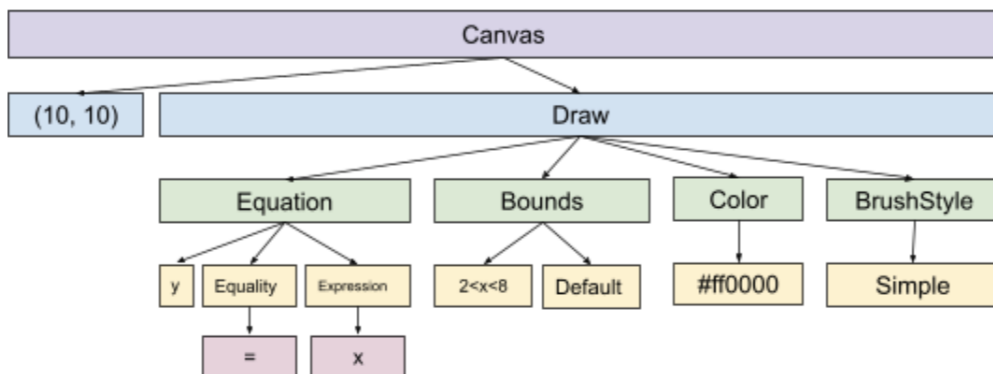 Canvas
(10, 10)
Draw
Equation
Bounds
Color
BrushStyle
y
Equality
Expression
2<x<8
Default
#ff0000
Simple
=
x